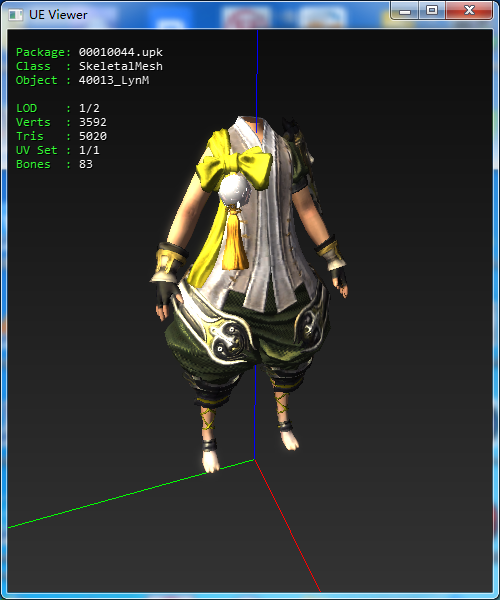 UE Viewer
Package: 00010044.upk
Class : SkeletalMesh
Object : 40013_LynM
LOD : 1/2
Verts : 3592
Tris : 5020
UV Set : 1/1
Bones : 83